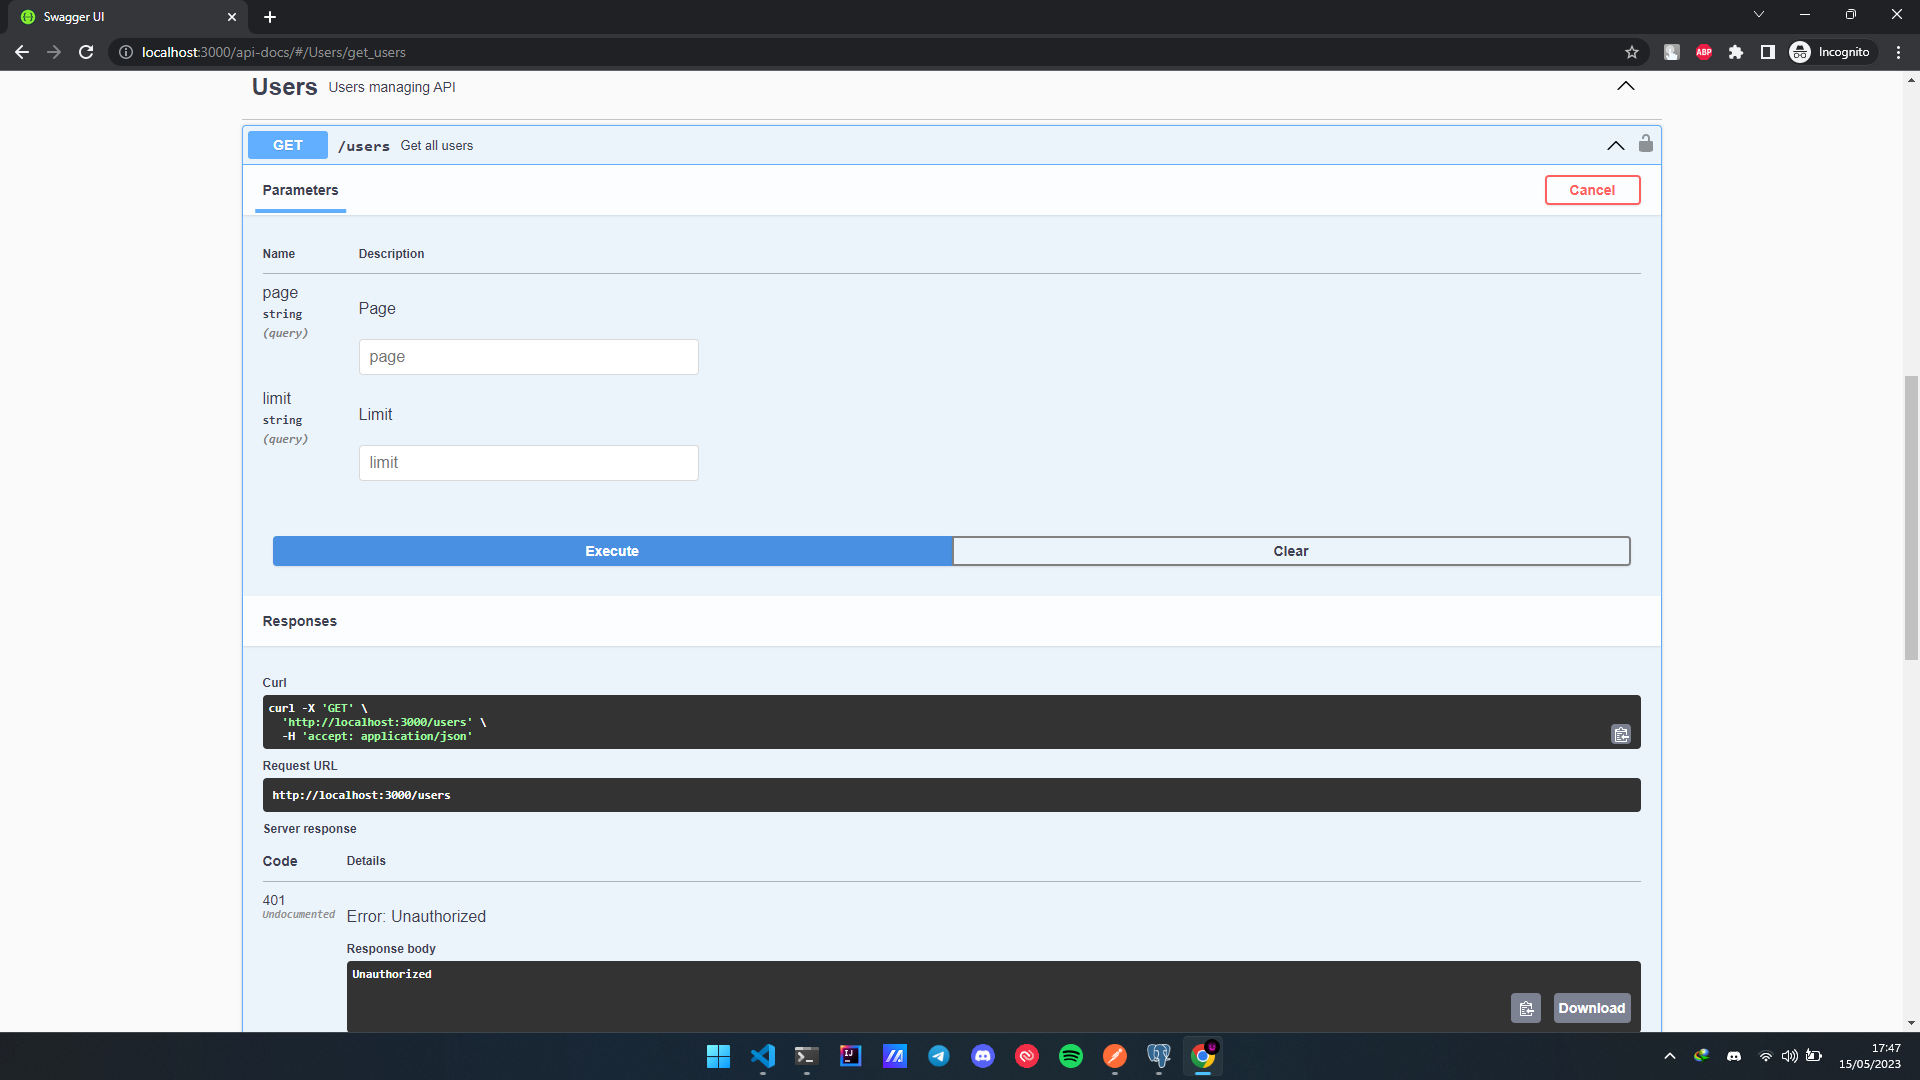 Swagger UI
localhost:3000/api-docs/#/Users/get_users
ABP
Incognito
Users Users managing API
GET /users Get all users
Parameters
Cancel
Name Description
page
string
(query)
Page
page
limit
string
(query)
Limit
limit
Execute
Clear
Responses
Curl
curl -X 'GET' \
'http://localhost:3000/users' \
-H 'accept: application/json'
Request URL
http://localhost:3000/users
Server response
Code Details
401
Undocumented
Error: Unauthorized
Response body
Unauthorized
Download
IJ
17:47
15/05/2023